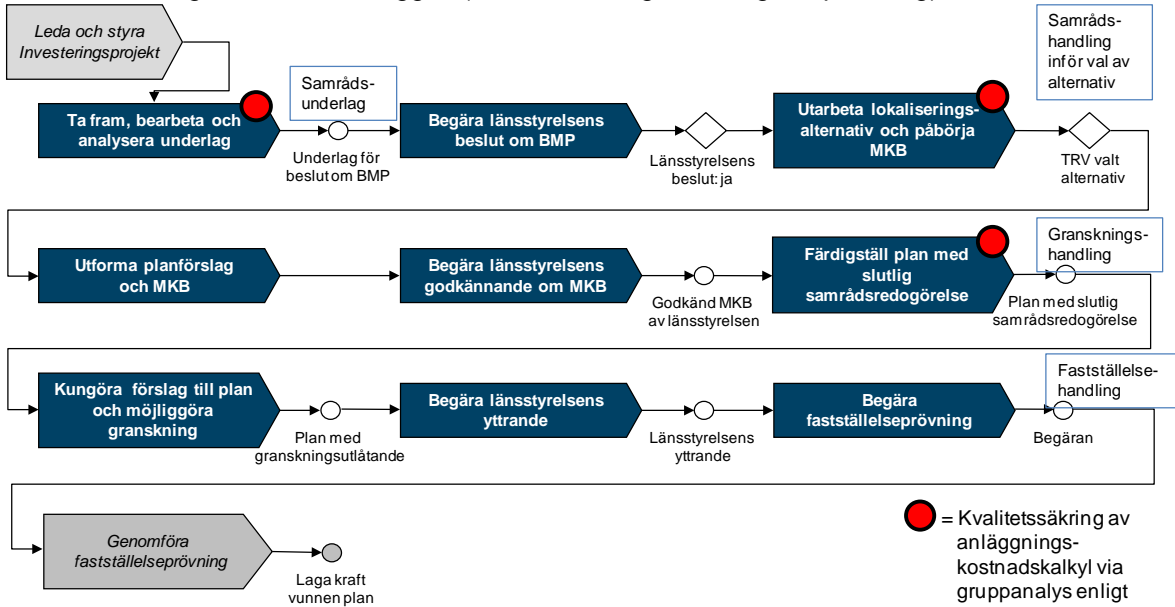 Leda och styra
Investeringsprojekt
Samråds-
underlag
Samråds-
handling
inför val av
alternativ
Ta fram, bearbeta och
analysera underlag
Underlag för
beslut om BMP
Begära länsstyrelsens
beslut om BMP
Länsstyrelsens
beslut: ja
Utarbeta lokaliserings-
alternativ och påbörja
MKB
TRV valt
alternativ
Utforma planförslag
och MKB
Begära länsstyrelsens
godkännande om MKB
Godkänd MKB
av länsstyrelsen
Färdigställ plan med
slutlig
samrådsredogörelse
Gransknings-
handling
Plan med slutlig
samrådsredogörelse
Kungöra förslag till plan
och möjliggöra
granskning
Plan med
granskningsutlåtande
Begära länsstyrelsens
yttrande
Länsstyrelsens
yttrande
Begära
fastställelseprövning
Fastställelse-
handling
Begäran
Genomföra
fastställelseprövning
Laga kraft
vunnen plan
= Kvalitetssäkring av
anläggnings-
kostnadskalkyl via
gruppanalys enligt